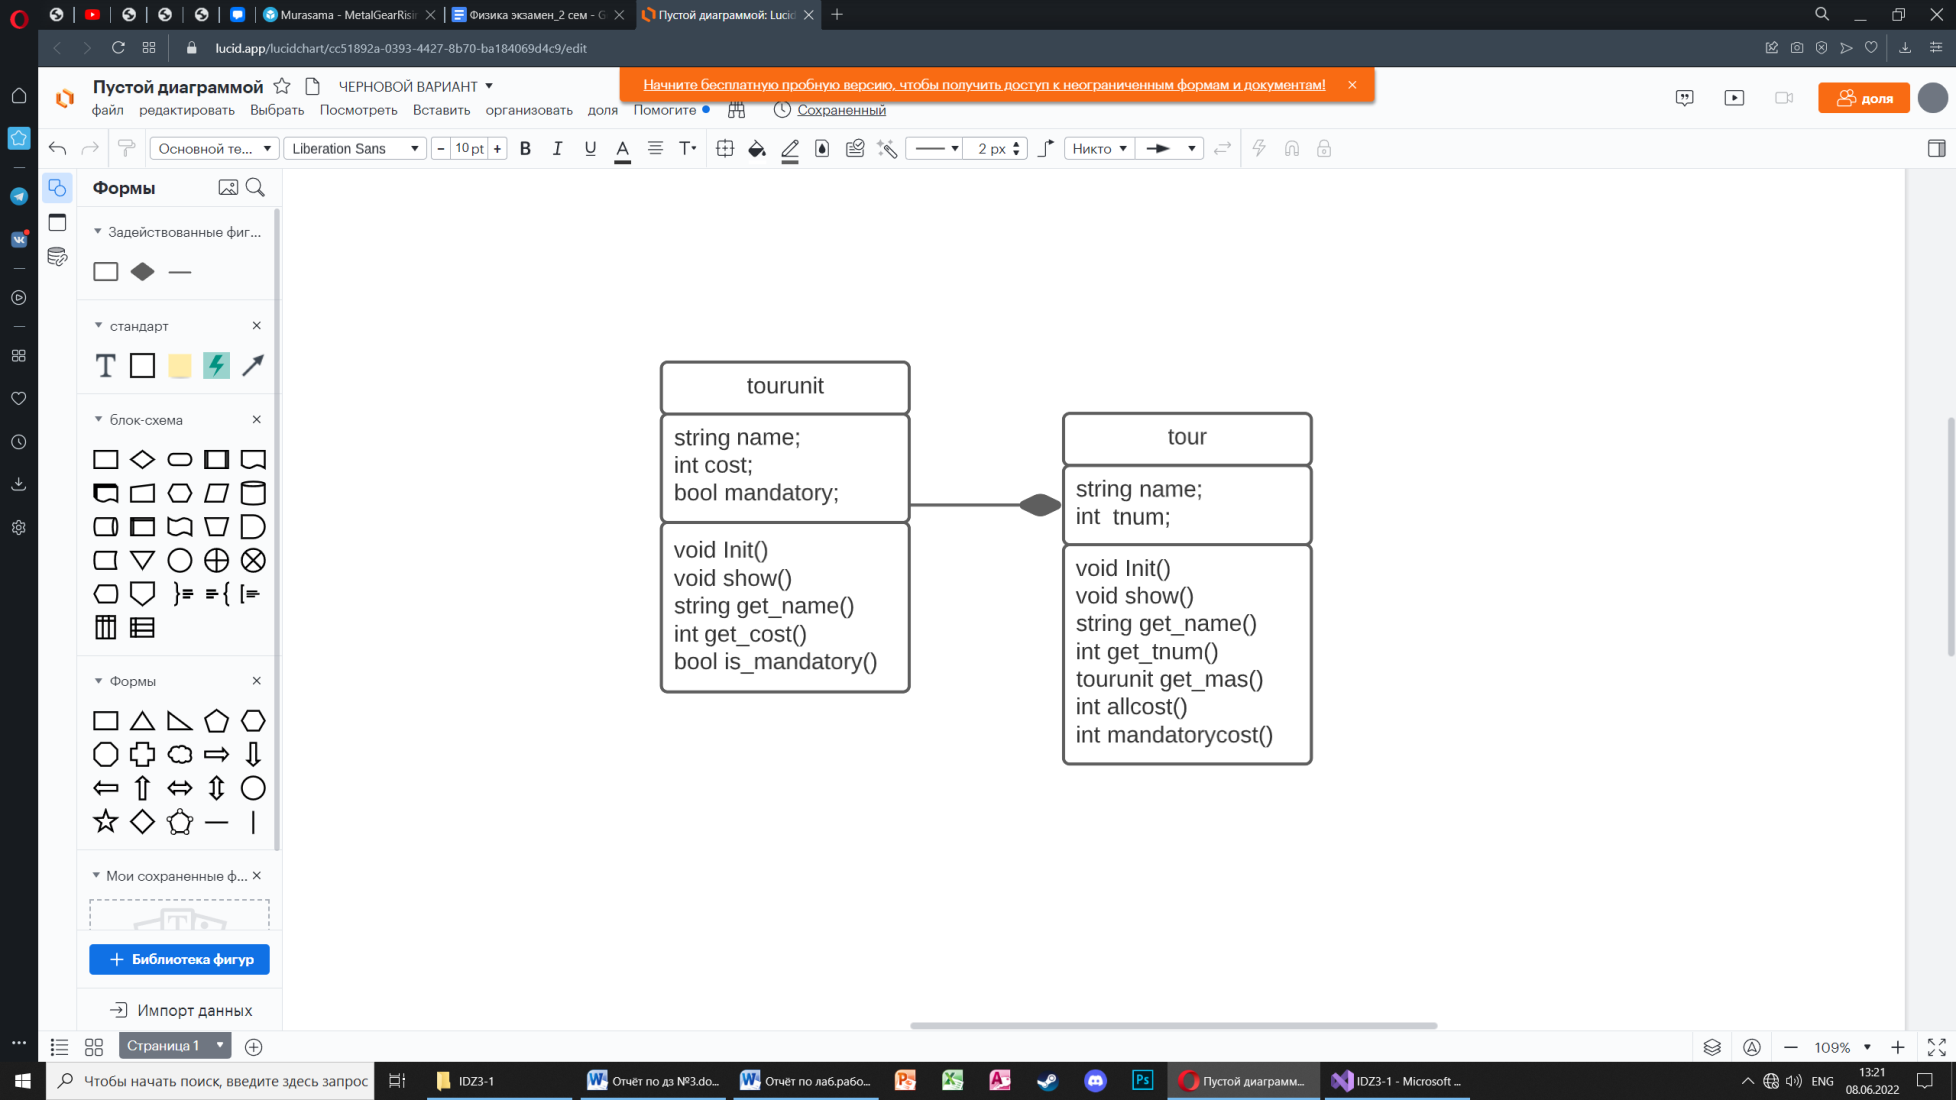 Murasama - MetalGearRisi
Физика экзамен_2 сем - G
Пустой диаграммой: Lucid
lucid.app/lucidchart/cc51892a-0393-4427-8b70-ba184069d4c9/edit
Пустой диаграммой
ЧЕРНОВОЙ ВАРИАНТ
Начните бесплатную пробную версию, чтобы получить доступ к неограниченным формам и документам!
доля
файл редактировать Выбрать Посмотреть Вставить организовать доля Помогите Сохраненный
Основной те... Liberation Sans − 10 pt + B I U A T 2 px Никто
Формы
Задействованные фиг...
стандарт
T
блок-схема
Формы
Мои сохраненные ф...
T
+ Библиотека фигур
Импорт данных
tourunit
string name;
int cost;
bool mandatory;
void Init()
void show()
string get_name()
int get_cost()
bool is_mandatory()
tour
string name;
int  tnum;
void Init()
void show()
string get_name()
int get_tnum()
tourunit get_mas()
int allcost()
int mandatorycost()
Страница 1
109%
Чтобы начать поиск, введите здесь запрос
IDZ3-1
Отчёт по дз №3.do...
Отчёт по лаб.рабо...
Пустой диаграмм...
IDZ3-1 - Microsoft ...
ENG
13:21
08.06.2022